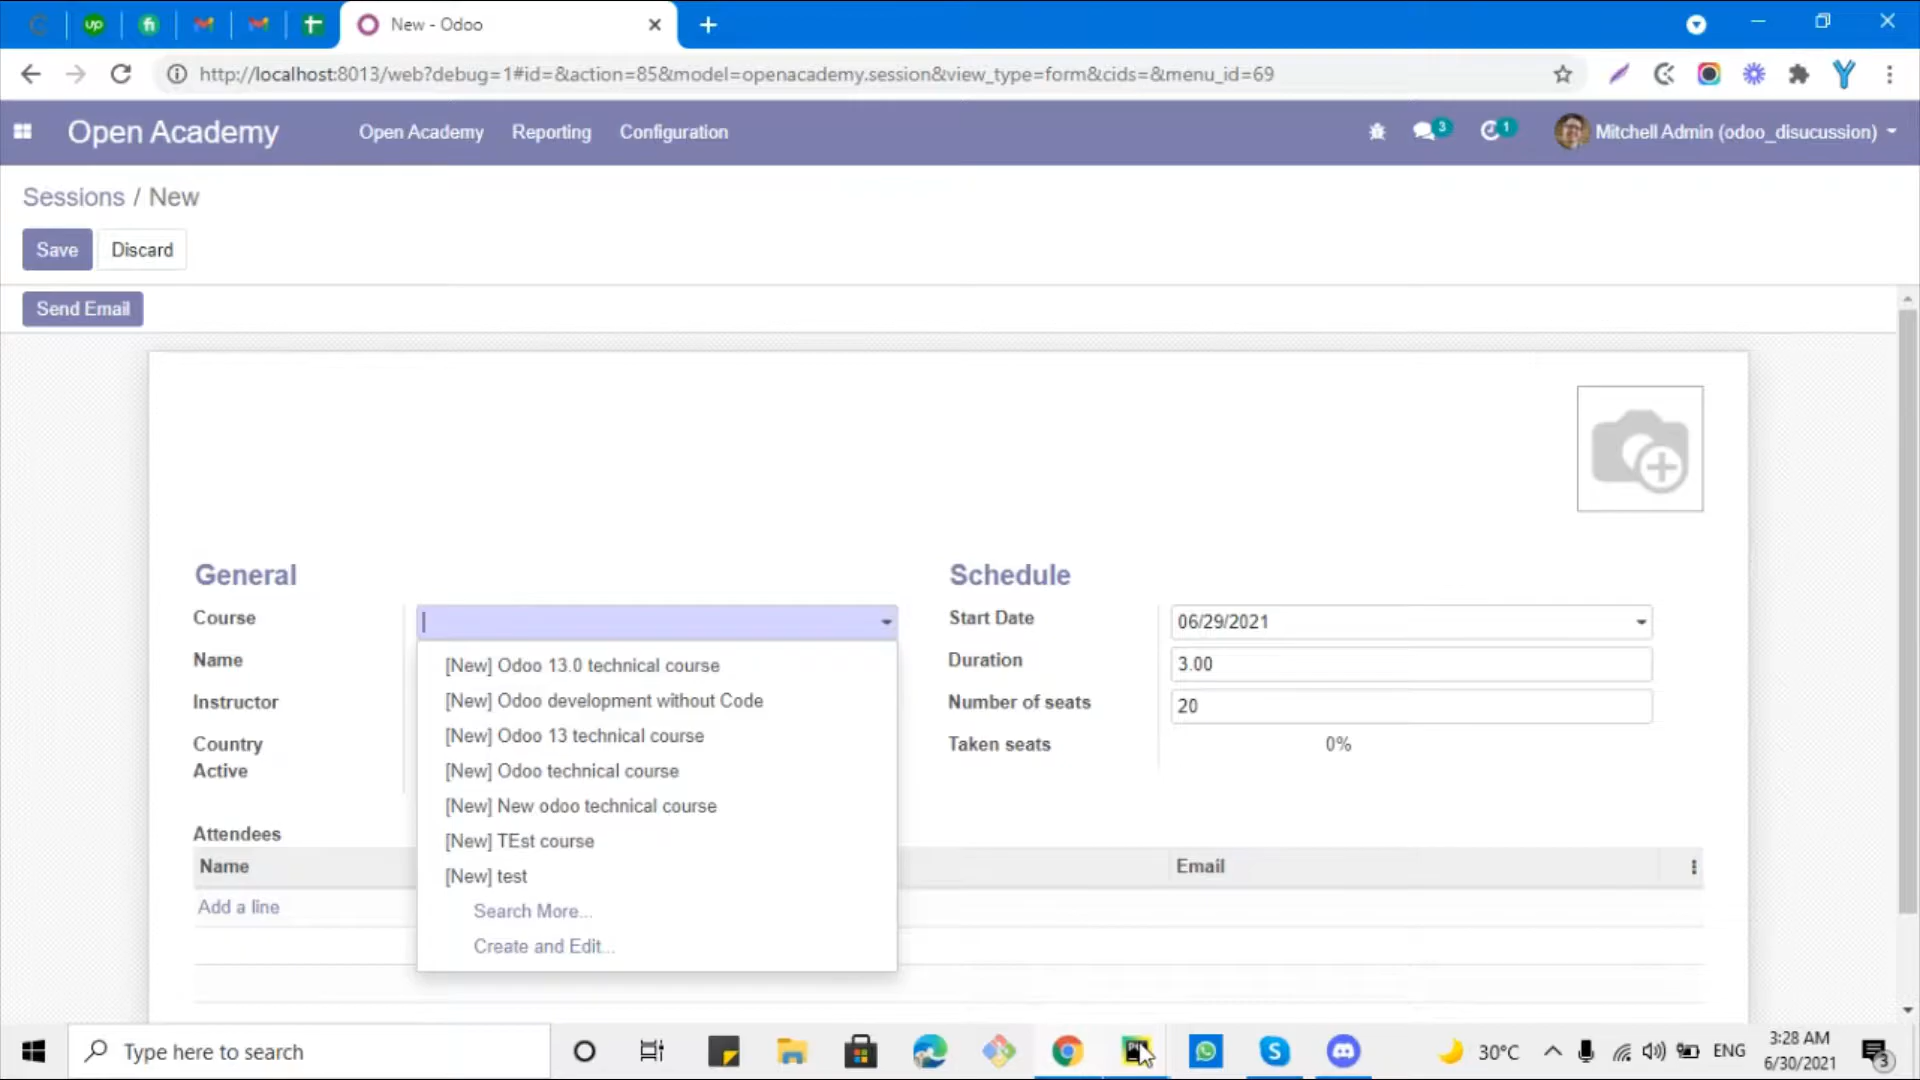 New - Odoo
http://localhost:8013/web?debug=1#id=&action=85&model=openacademy.session&view_type=form&cids=&menu_id=69
Open Academy Open Academy Reporting Configuration 3 1 Mitchell Admin (odoo_disucussion)
Sessions / New
Save Discard
Send Email
General
Course
Name
Instructor
Country
Active
[New] Odoo 13.0 technical course
[New] Odoo development without Code
[New] Odoo 13 technical course
[New] Odoo technical course
[New] New odoo technical course
[New] TEst course
[New] test
Search More...
Create and Edit...
Schedule
Start Date 06/29/2021
Duration 3.00
Number of seats 20
Taken seats 0%
Attendees
Name Email
Add a line
Type here to search
30°C ENG 3:28 AM
6/30/2021 3